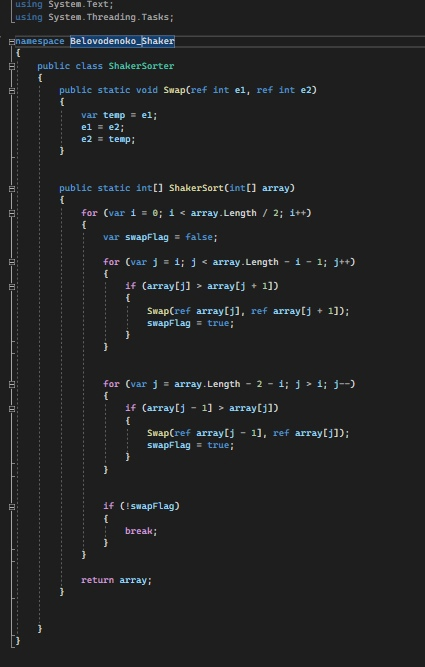 using System.Text;
using System.Threading.Tasks;
namespace Belovodenoko_Shaker
{
public class ShakerSorter
{
public static void Swap(ref int e1, ref int e2)
{
var temp = e1;
e1 = e2;
e2 = temp;
}
public static int[] ShakerSort(int[] array)
{
for (var i = 0; i < array.Length / 2; i++)
{
var swapFlag = false;
for (var j = i; j < array.Length - i - 1; j++)
{
if (array[j] > array[j + 1])
{
Swap(ref array[j], ref array[j + 1]);
swapFlag = true;
}
}
for (var j = array.Length - 2 - i; j > i; j--)
{
if (array[j - 1] > array[j])
{
Swap(ref array[j - 1], ref array[j]);
swapFlag = true;
}
}
if (!swapFlag)
{
break;
}
}
return array;
}
}
}